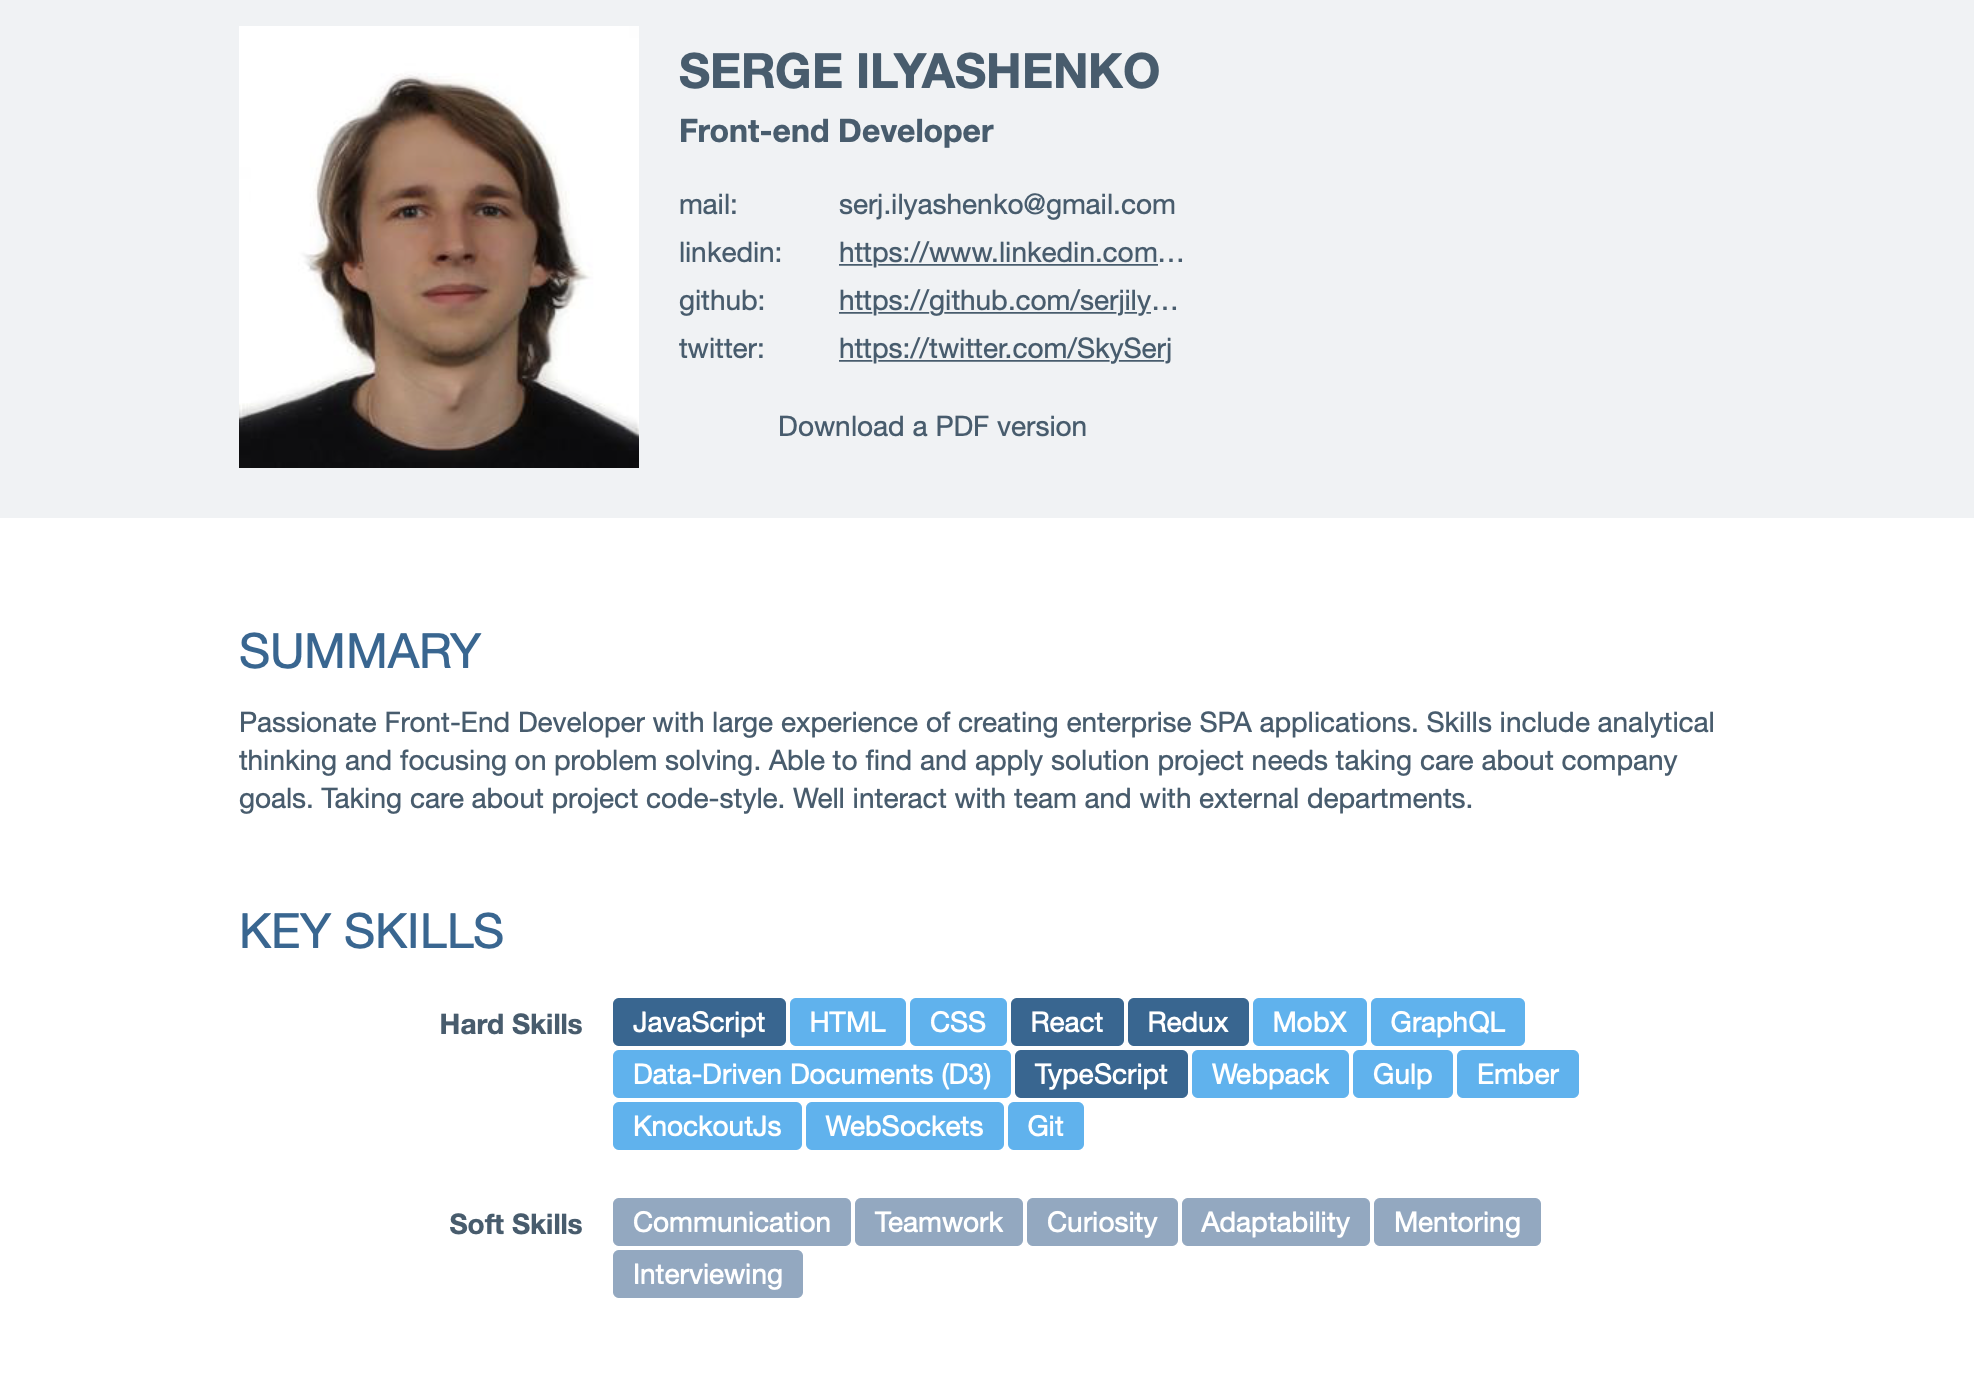 SERGE ILYASHENKO
Front-end Developer
mail: serj.ilyashenko@gmail.com
linkedin: https://www.linkedin.com…
github: https://github.com/serjily…
twitter: https://twitter.com/SkySerj
Download a PDF version
SUMMARY
Passionate Front-End Developer with large experience of creating enterprise SPA applications. Skills include analytical
thinking and focusing on problem solving. Able to find and apply solution project needs taking care about company
goals. Taking care about project code-style. Well interact with team and with external departments.
KEY SKILLS
Hard Skills JavaScript HTML CSS React Redux MobX GraphQL
Data-Driven Documents (D3) TypeScript Webpack Gulp Ember
KnockoutJs WebSockets Git
Soft Skills Communication Teamwork Curiosity Adaptability Mentoring
Interviewing